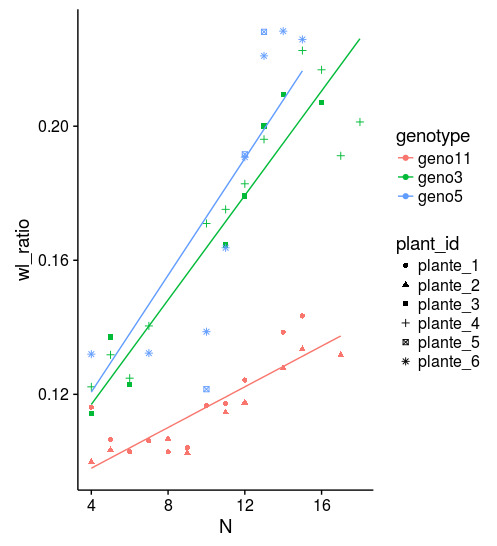 0.20
0.16
0.12
wl_ratio
4
8
12
16
N
genotype
geno11
geno3
geno5
plant_id
plante_1
plante_2
plante_3
plante_4
plante_5
plante_6